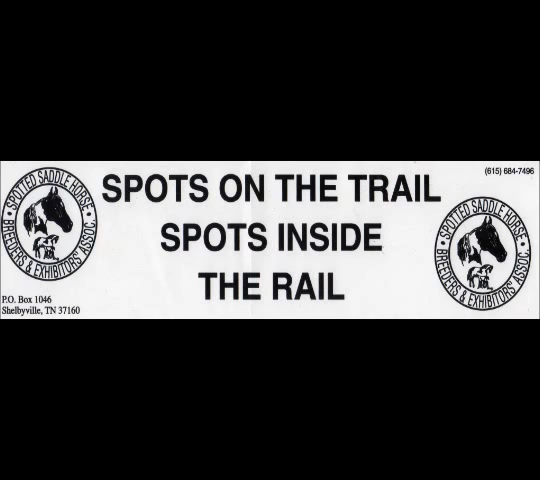 (615) 684-7496
SPOTTED SADDLE HORSE
BREEDERS & EXHIBITORS' ASSOC.
SPOTS ON THE TRAIL
SPOTS INSIDE
THE RAIL
SPOTTED SADDLE HORSE
BREEDERS & EXHIBITORS' ASSOC.
P.O. Box 1046
Shelbyville, TN 37160